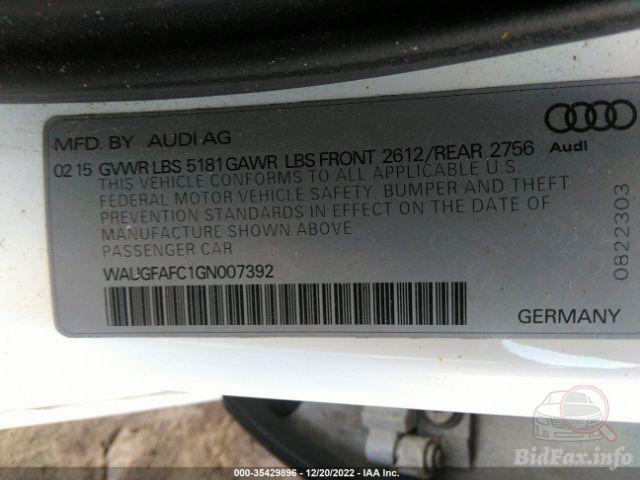 MFD. BY AUDI AG
Audi
02 15 GVWR LBS 5181 GAWR LBS FRONT 2612/REAR 2756
THIS VEHICLE CONFORMS TO ALL APPLICABLE U.S
FEDERAL MOTOR VEHICLE SAFETY, BUMPER AND THEFT
PREVENTION STANDARDS IN EFFECT ON THE DATE OF
MANUFACTURE SHOWN ABOVE
PASSENGER CAR
0822303
WAUGFAFC1GN007392
GERMANY
000-35429896 - 12/20/2022 - IAA Inc.
BidFax.info